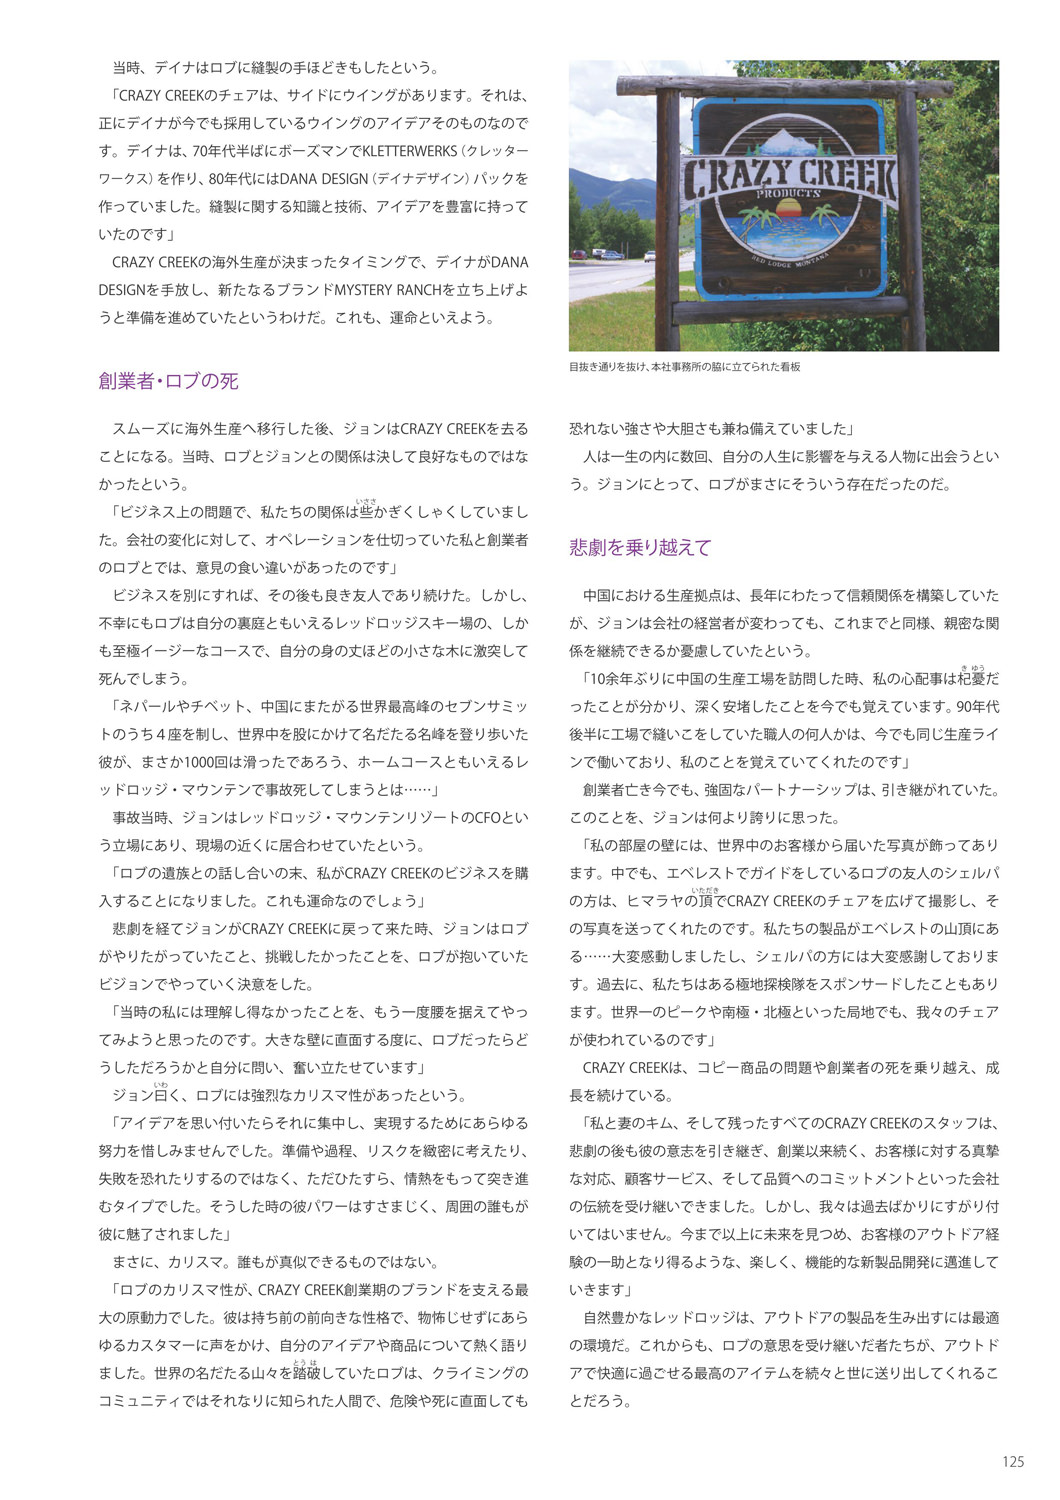 当時、デイナはロブに縫製の手ほどきもしたという。
「CRAZY CREEKのチェアは、サイドにウイングがあります。それは、
正にデイナが今でも採用しているウイングのアイデアそのものなので
す。デイナは、70年代半ばにボーズマンでKLETTERWERKS（クレッター
ワークス）を作り、80年代にはDANA DESIGN（デイナデザイン）パックを
作っていました。縫製に関する知識と技術、アイデアを豊富に持って
いたのです」
CRAZY CREEKの海外生産が決まったタイミングで、デイナがDANA
DESIGNを手放し、新たなるブランドMYSTERY RANCHを立ち上げよ
うと準備を進めていたというわけだ。これも、運命といえよう。
創業者・ロブの死
スムーズに海外生産へ移行した後、ジョンはCRAZY CREEKを去る
ことになる。当時、ロブとジョンとの関係は決して良好なものではな
かったという。
「ビジネス上の問題で、私たちの関係は些かぎくしゃくしていまし
た。会社の変化に対して、オペレーションを仕切っていた私と創業者
のロブとでは、意見の食い違いがあったのです」
ビジネスを別にすれば、その後も良き友人であり続けた。しかし、
不幸にもロブは自分の裏庭ともいえるレッドロッジスキー場の、しか
も至極イージーなコースで、自分の身の丈ほどの小さな木に激突して
死んでしまう。
「ネパールやチベット、中国にまたがる世界最高峰のセブンサミッ
トのうち４座を制し、世界中を股にかけて名だたる名峰を登り歩いた
彼が、まさか1000回は滑ったであろう、ホームコースともいえるレ
ッドロッジ・マウンテンで事故死してしまうとは……」
事故当時、ジョンはレッドロッジ・マウンテンリゾートのCFOとい
う立場にあり、現場の近くに居合わせていたという。
「ロブの遺族との話し合いの末、私がCRAZY CREEKのビジネスを購
入することになりました。これも運命なのでしょう」
悲劇を経てジョンがCRAZY CREEKに戻って来た時、ジョンはロブ
がやりたがっていたこと、挑戦したかったことを、ロブが抱いていた
ビジョンでやっていく決意をした。
「当時の私には理解し得なかったことを、もう一度腰を据えてやっ
てみようと思ったのです。大きな壁に直面する度に、ロブだったらど
うしただろうかと自分に問い、奮い立たせています」
ジョン曰く、ロブには強烈なカリスマ性があったという。
「アイデアを思い付いたらそれに集中し、実現するためにあらゆる
努力を惜しみませんでした。準備や過程、リスクを緻密に考えたり、
失敗を恐れたりするのではなく、ただひたすら、情熱をもって突き進
むタイプでした。そうした時の彼パワーはすさまじく、周囲の誰もが
彼に魅了されました」
まさに、カリスマ。誰もが真似できるものではない。
「ロブのカリスマ性が、CRAZY CREEK創業期のブランドを支える最
大の原動力でした。彼は持ち前の前向きな性格で、物怖じせずにあら
ゆるカスタマーに声をかけ、自分のアイデアや商品について熱く語り
ました。世界の名だたる山々を踏破していたロブは、クライミングの
コミュニティではそれなりに知られた人間で、危険や死に直面しても
CRAZY CREEK
PRODUCTS
RED LODGE MONTANA
目抜き通りを抜け、本社事務所の脇に立てられた看板
恐れない強さや大胆さも兼ね備えていました」
人は一生の内に数回、自分の人生に影響を与える人物に出会うとい
う。ジョンにとって、ロブがまさにそういう存在だったのだ。
悲劇を乗り越えて
中国における生産拠点は、長年にわたって信頼関係を構築していた
が、ジョンは会社の経営者が変わっても、これまでと同様、親密な関
係を継続できるか憂慮していたという。
「10余年ぶりに中国の生産工場を訪問した時、私の心配事は杞憂だ
ったことが分かり、深く安堵したことを今でも覚えています。90年代
後半に工場で縫いこをしていた職人の何人かは、今でも同じ生産ライ
ンで働いており、私のことを覚えていてくれたのです」
創業者亡き今でも、強固なパートナーシップは、引き継がれていた。
このことを、ジョンは何より誇りに思った。
「私の部屋の壁には、世界中のお客様から届いた写真が飾ってあり
ます。中でも、エベレストでガイドをしているロブの友人のシェルパ
の方は、ヒマラヤの頂でCRAZY CREEKのチェアを広げて撮影し、そ
の写真を送ってくれたのです。私たちの製品がエベレストの山頂にあ
る……大変感動しましたし、シェルパの方には大変感謝しておりま
す。過去に、私たちはある極地探検隊をスポンサードしたこともあり
ます。世界一のピークや南極・北極といった局地でも、我々のチェア
が使われているのです」
CRAZY CREEKは、コピー商品の問題や創業者の死を乗り越え、成
長を続けている。
「私と妻のキム、そして残ったすべてのCRAZY CREEKのスタッフは、
悲劇の後も彼の意志を引き継ぎ、創業以来続く、お客様に対する真摯
な対応、顧客サービス、そして品質へのコミットメントといった会社
の伝統を受け継いできました。しかし、我々は過去ばかりにすがり付
いてはいません。今まで以上に未来を見つめ、お客様のアウトドア経
験の一助となり得るような、楽しく、機能的な新製品開発に邁進して
いきます」
自然豊かなレッドロッジは、アウトドアの製品を生み出すには最適
の環境だ。これからも、ロブの意思を受け継いだ者たちが、アウトド
アで快適に過ごせる最高のアイテムを続々と世に送り出してくれるこ
とだろう。
125